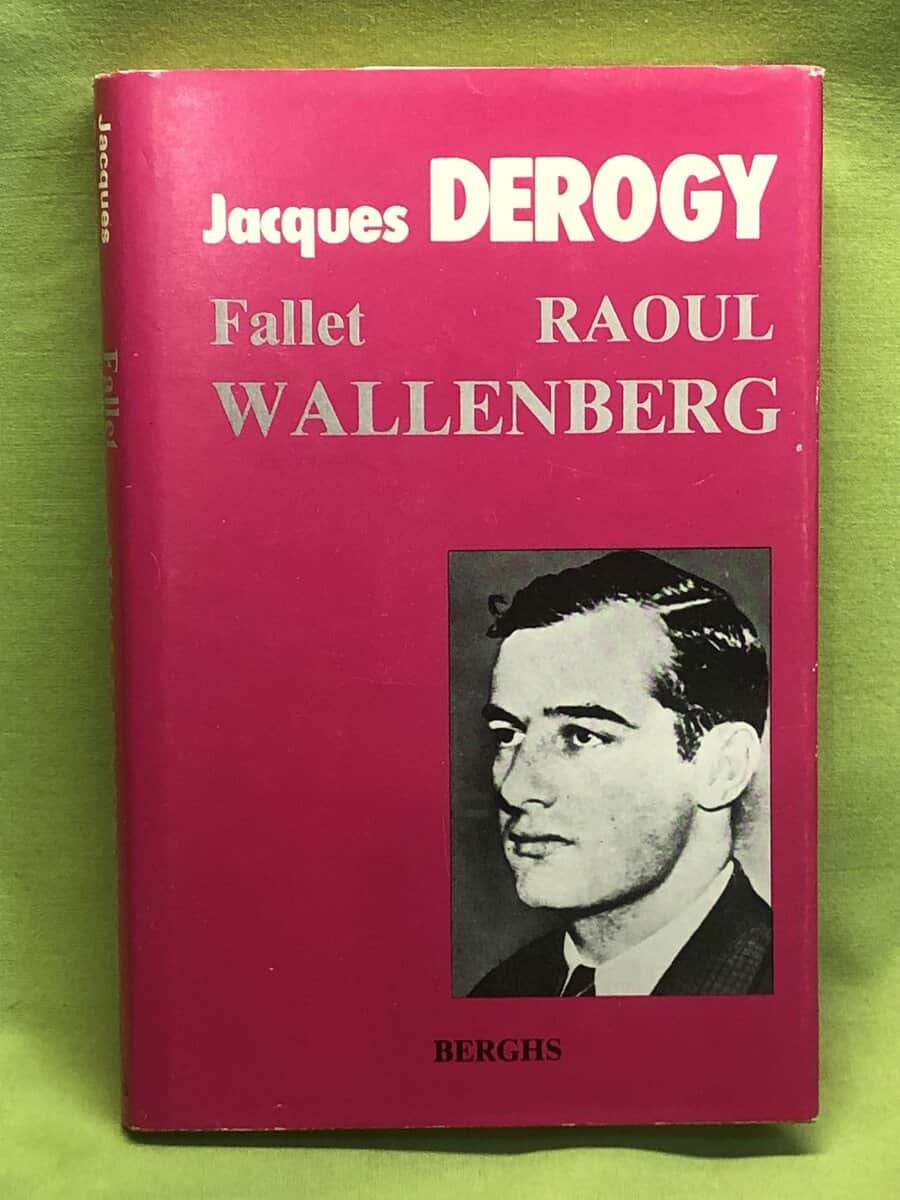 Jacques DEROGY
Fallet RAOUL
WALLENBERG
BERGHS
Jacques
Fallet